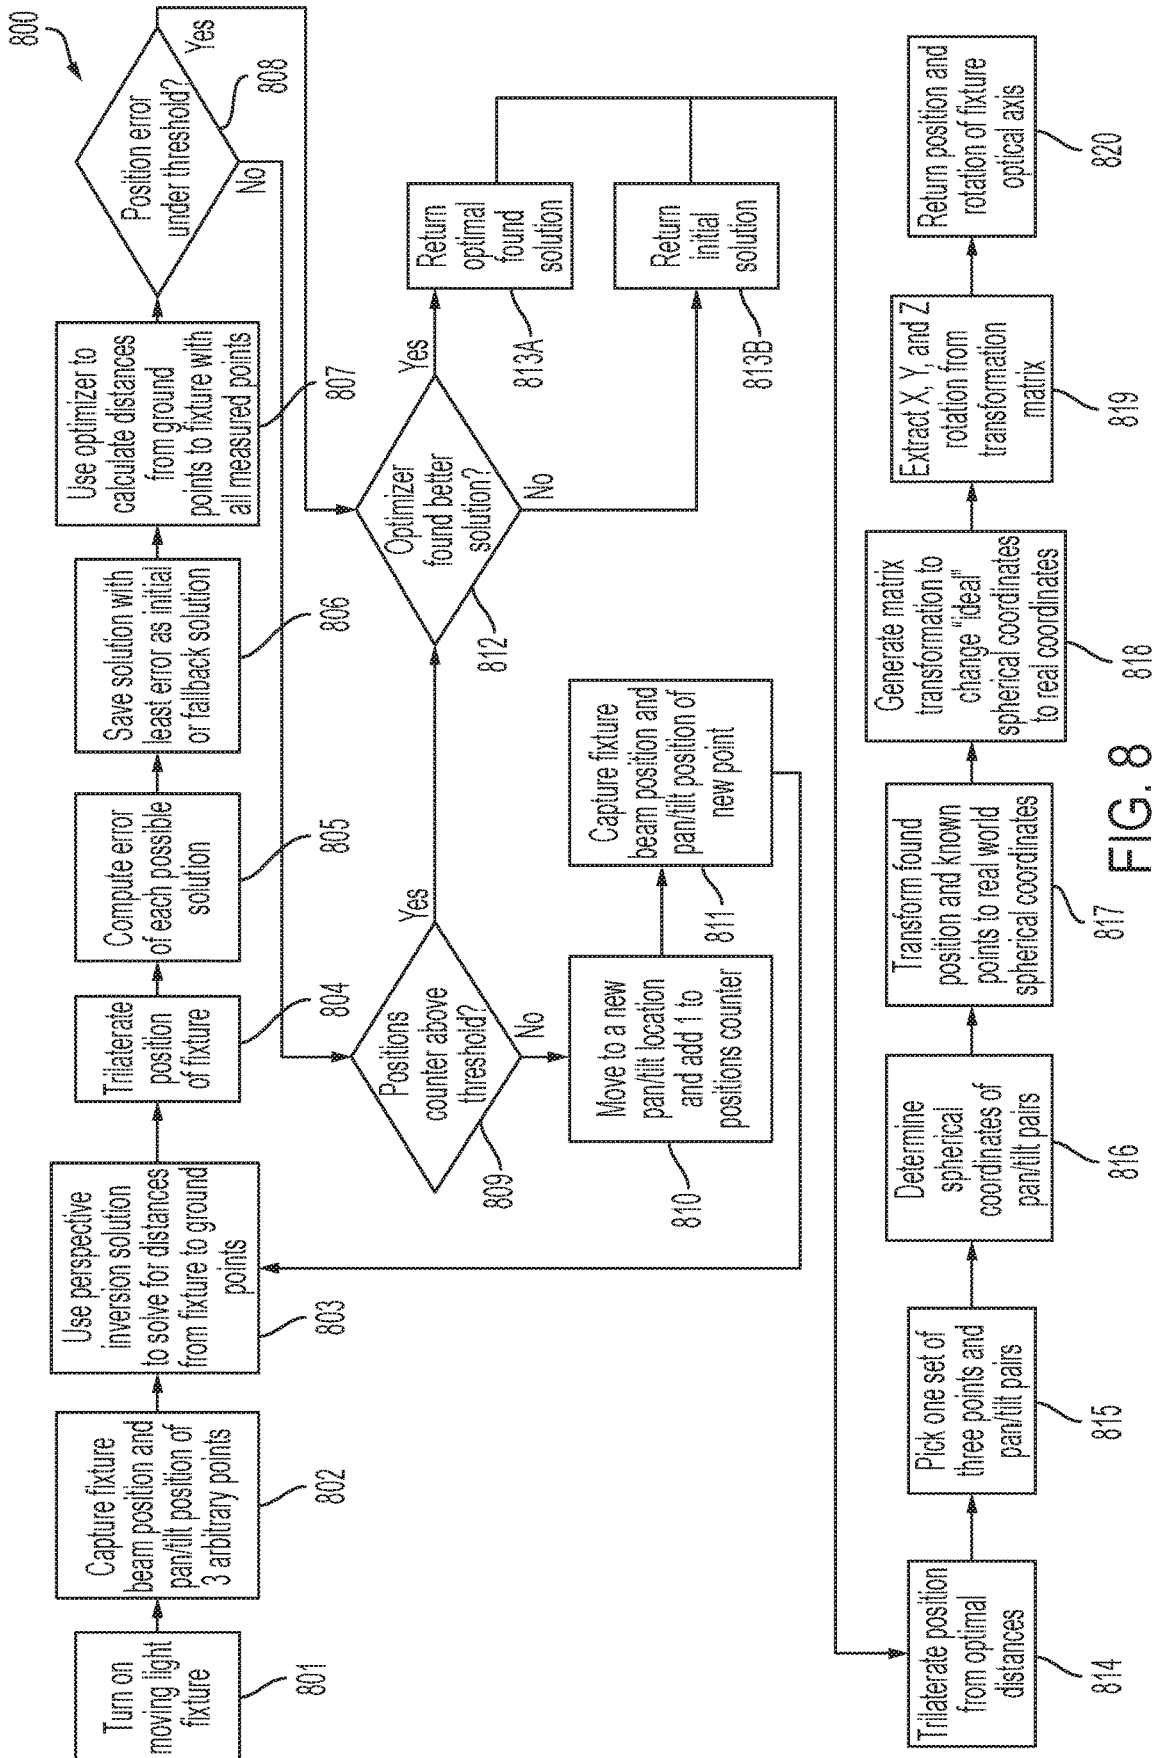 800
Turn on
moving light
fixture
801
Capture fixture
beam position and
pan/tilt position of
3 arbitrary points
802
Use perspective
inversion solution
to solve for distances
from fixture to ground
points
803
Trilaterate
position
of fixture
804
Compute error
of each possible
solution
805
Save solution with
least error as initial
or fallback solution
806
Use optimizer to
calculate distances
from ground
points to fixture with
all measured points
807
Position error
under threshold?
808
Yes
No
Positions
counter above
threshold?
809
Yes
No
Move to a new
pan/tilt location
and add 1 to
positions counter
810
Capture fixture
beam position and
pan/tilt position of
new point
811
Optimizer
found better
solution?
812
Yes
No
Return
optimal
found
solution
813A
Return
initial
solution
813B
Trilaterate position
from optimal
distances
814
Pick one set of
three points and
pan/tilt pairs
815
Determine
spherical
coordinates of
pan/tilt pairs
816
Transform found
position and known
points to real world
spherical coordinates
817
Generate matrix
transformation to
change "ideal"
spherical coordinates
to real coordinates
818
Extract X, Y, and Z
rotation from
transformation
matrix
819
Return position and
rotation of fixture
optical axis
820
FIG. 8